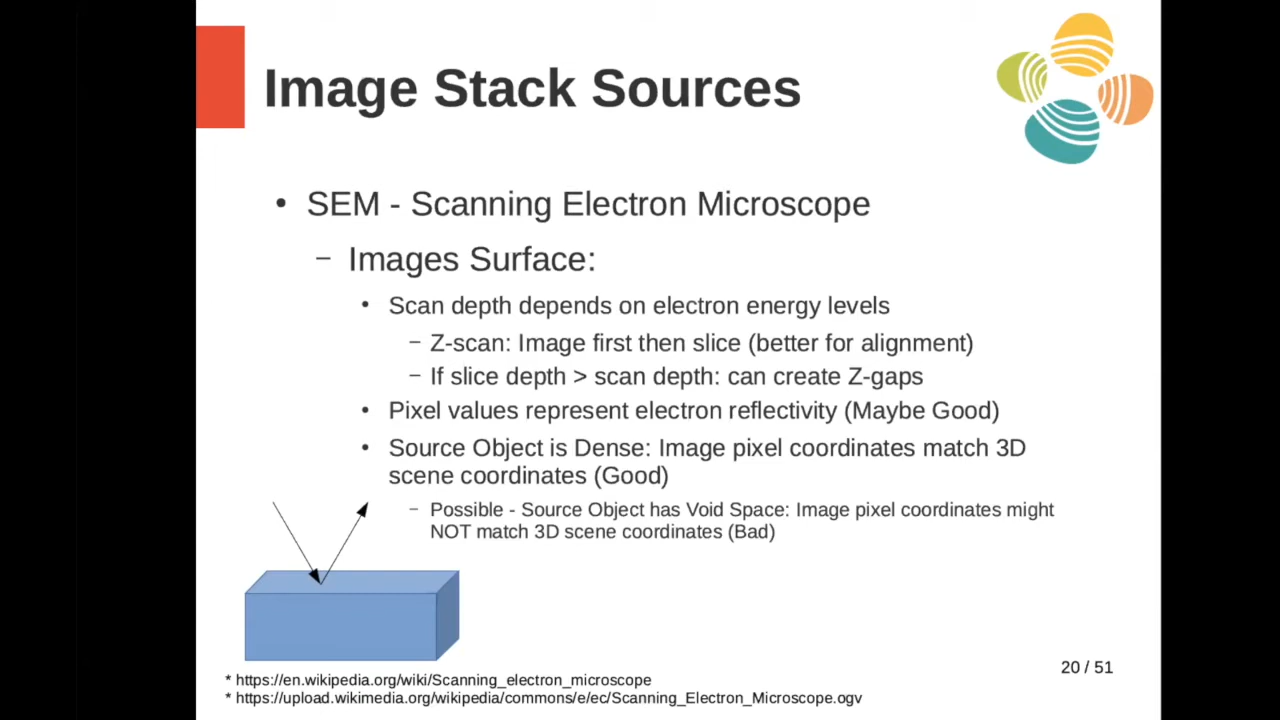 Image Stack Sources
• SEM - Scanning Electron Microscope
– Images Surface:
• Scan depth depends on electron energy levels
– Z-scan: Image first then slice (better for alignment)
– If slice depth > scan depth: can create Z-gaps
• Pixel values represent electron reflectivity (Maybe Good)
• Source Object is Dense: Image pixel coordinates match 3D
scene coordinates (Good)
– Possible - Source Object has Void Space: Image pixel coordinates might
NOT match 3D scene coordinates (Bad)
20 / 51
* https://en.wikipedia.org/wiki/Scanning_electron_microscope
* https://upload.wikimedia.org/wikipedia/commons/e/ec/Scanning_Electron_Microscope.ogv